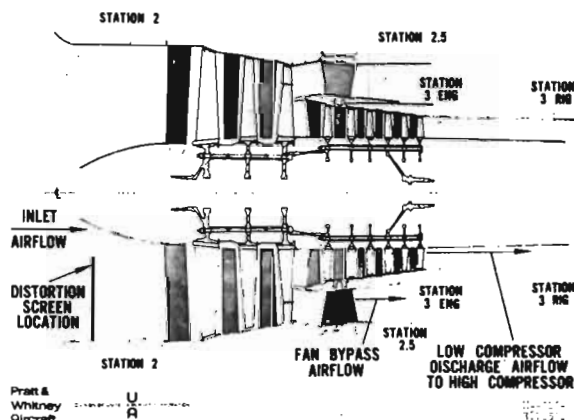 STATION 2
STATION 2.5
STATION
3 ENG
STATION
3 RIG
℄
INLET
AIRFLOW
DISTORTION
SCREEN
LOCATION
STATION
3 ENG
STATION
3 RIG
STATION
2.5
FAN BYPASS
AIRFLOW
LOW COMPRESSOR
DISCHARGE AIRFLOW
TO HIGH COMPRESSOR
STATION 2
Pratt &
Whitney
Aircraft
U
A